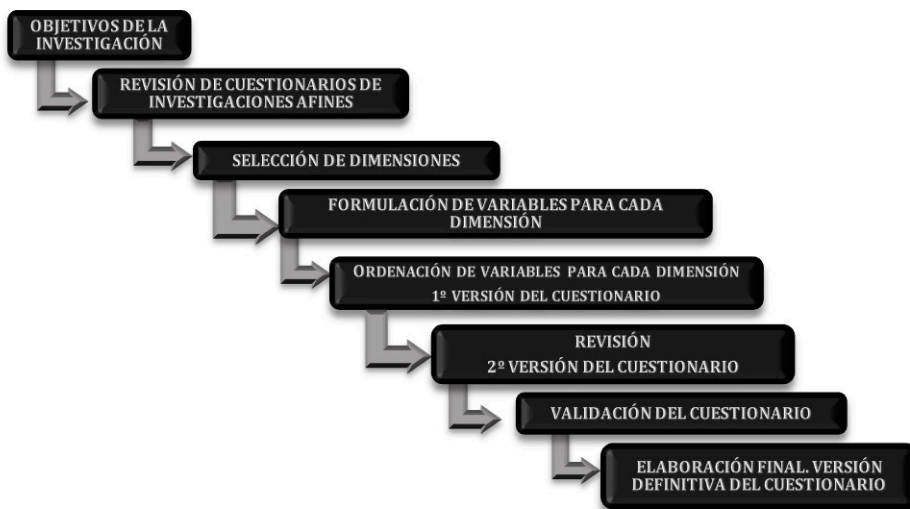 OBJETIVOS DE LA
INVESTIGACIÓN
REVISIÓN DE CUESTIONARIOS DE
INVESTIGACIONES AFINES
SELECCIÓN DE DIMENSIONES
FORMULACIÓN DE VARIABLES PARA CADA
DIMENSIÓN
ORDENACIÓN DE VARIABLES PARA CADA DIMENSIÓN
1º VERSIÓN DEL CUESTIONARIO
REVISIÓN
2º VERSIÓN DEL CUESTIONARIO
VALIDACIÓN DEL CUESTIONARIO
ELABORACIÓN FINAL. VERSIÓN
DEFINITIVA DEL CUESTIONARIO